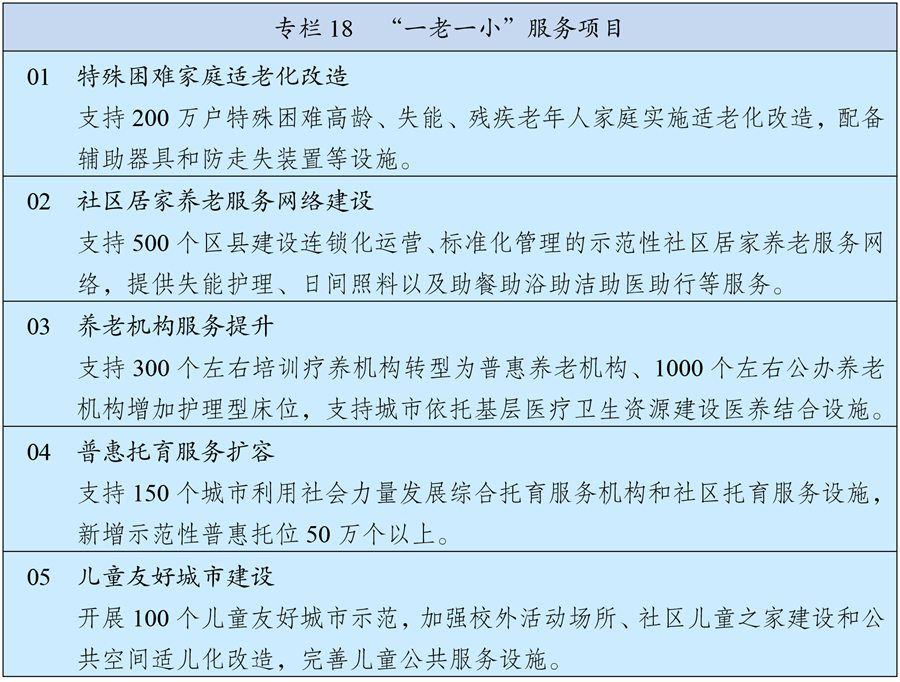 专栏 18 “一老一小”服务项目
01 特殊困难家庭适老化改造
支持 200 万户特殊困难高龄、失能、残疾老年人家庭实施适老化改造，配备
辅助器具和防走失装置等设施。
02 社区居家养老服务网络建设
支持 500 个区县建设连锁化运营、标准化管理的示范性社区居家养老服务网
络，提供失能护理、日间照料以及助餐助浴助洁助医助行等服务。
03 养老机构服务提升
支持 300 个左右培训疗养机构转型为普惠养老机构、1000 个左右公办养老
机构增加护理型床位，支持城市依托基层医疗卫生资源建设医养结合设施。
04 普惠托育服务扩容
支持 150 个城市利用社会力量发展综合托育服务机构和社区托育服务设施，
新增示范性普惠托位 50 万个以上。
05 儿童友好城市建设
开展 100 个儿童友好城市示范，加强校外活动场所、社区儿童之家建设和公
共空间适儿化改造，完善儿童公共服务设施。